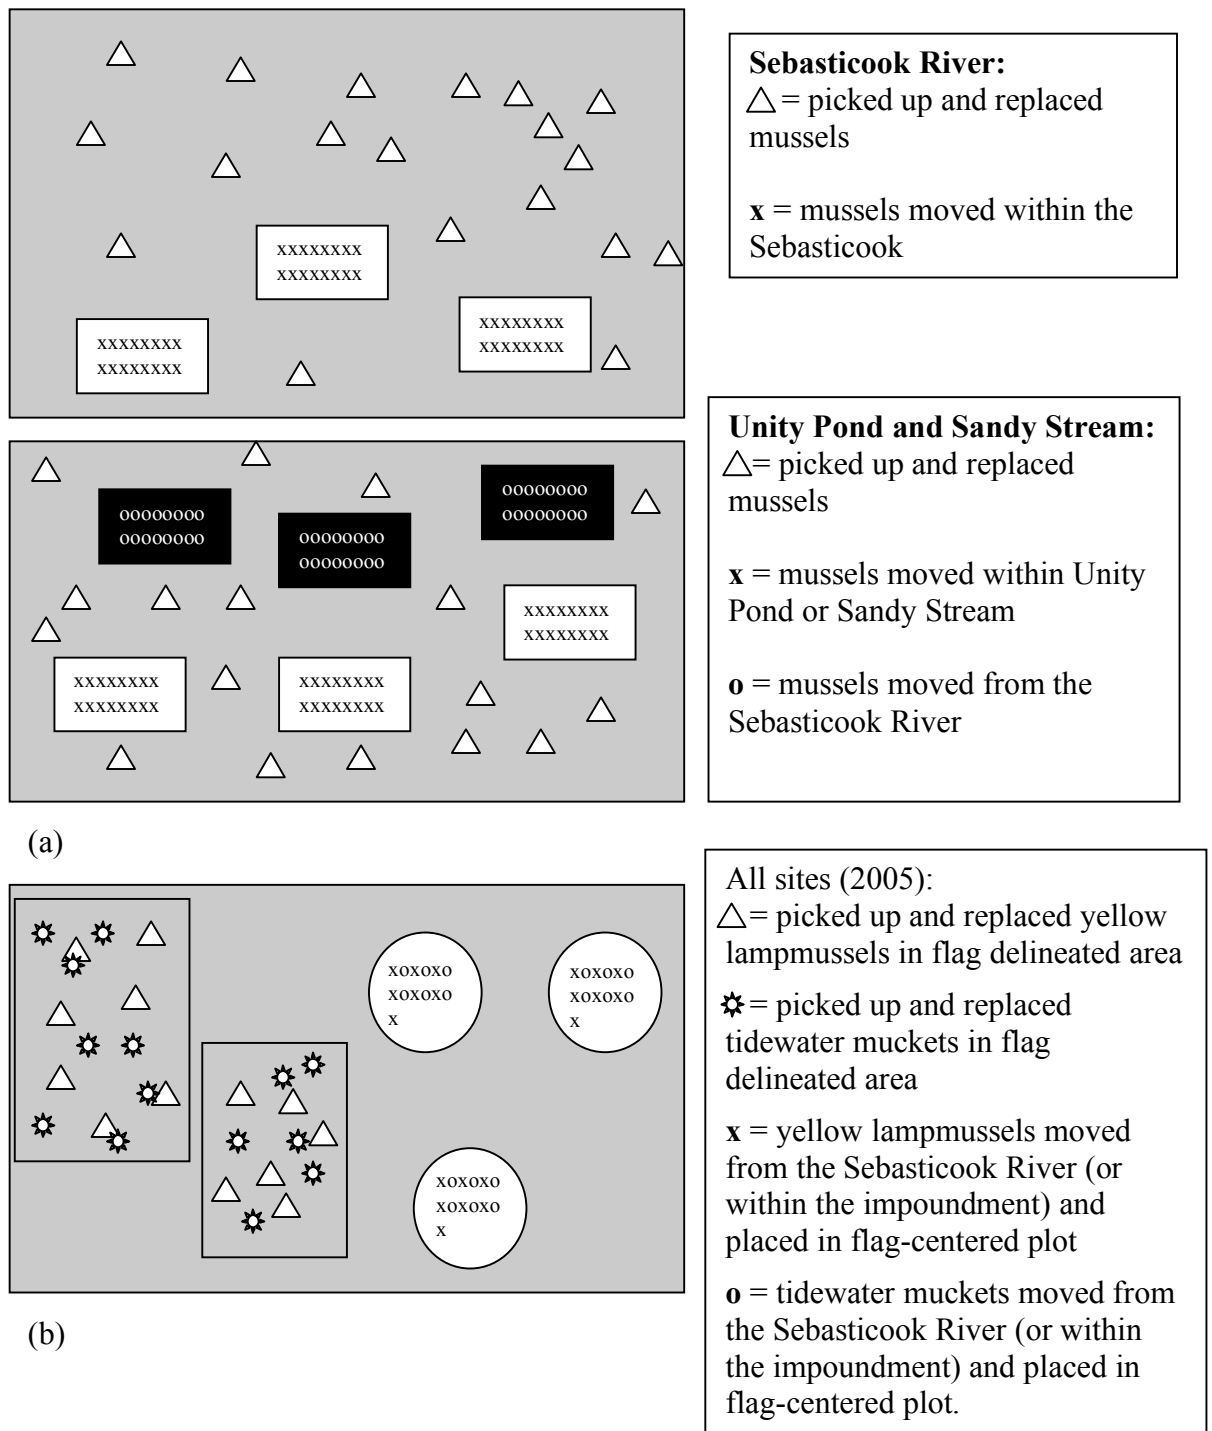 Sebasticook River:
= picked up and replaced
mussels
x = mussels moved within the
Sebasticook
xxxxxxxx
xxxxxxxx
xxxxxxxx
xxxxxxxx
xxxxxxxx
xxxxxxxx
Unity Pond and Sandy Stream:
= picked up and replaced
mussels
x = mussels moved within Unity
Pond or Sandy Stream
o = mussels moved from the
Sebasticook River
oooooooo
oooooooo
oooooooo
oooooooo
oooooooo
oooooooo
xxxxxxxx
xxxxxxxx
xxxxxxxx
xxxxxxxx
xxxxxxxx
xxxxxxxx
(a)
All sites (2005):
= picked up and replaced yellow
lampmussels in flag delineated area
= picked up and replaced
tidewater muckets in flag
delineated area
x = yellow lampmussels moved
from the Sebasticook River (or
within the impoundment) and
placed in flag-centered plot
o = tidewater muckets moved from
the Sebasticook River (or within
the impoundment) and placed in
flag-centered plot.
xoxoxo
xoxoxo
x
xoxoxo
xoxoxo
x
xoxoxo
xoxoxo
x
(b)